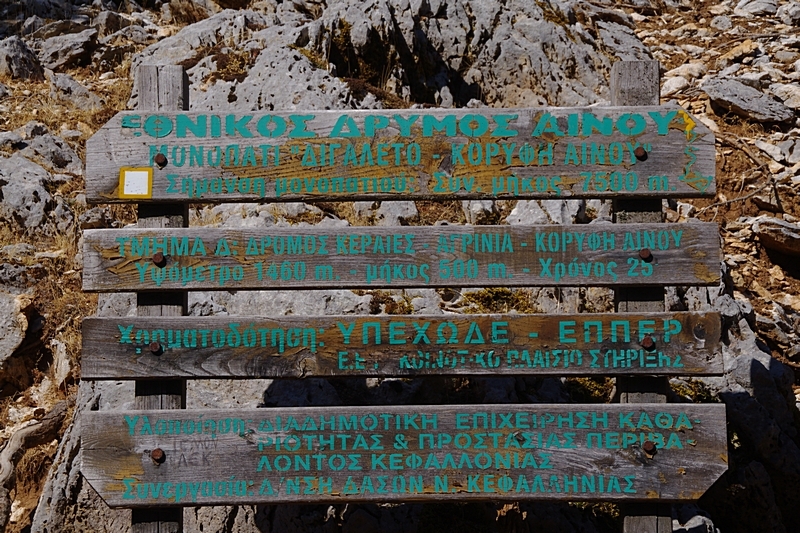 ΕΘΝΙΚΟΣ ΔΡΥΜΟΣ ΑΙΝΟΥ
ΜΟΝΟΠΑΤΙ "ΔΙΓΑΛΕΤΟ - ΚΟΡΥΦΗ ΑΙΝΟΥ"
Σήμανση μονοπατιού: Συν. μήκος 7500 m.
ΤΜΗΜΑ Δ: ΔΡΥΜΟΣ ΚΕΡΑΙΕΣ - ΑΓΡΙΝΙΑ - ΚΟΡΥΦΗ ΑΙΝΟΥ
Υψόμετρο 1460 m. - μήκος 500 m. - Χρόνος 25
Χρηματοδότηση: ΥΠΕΧΩΔΕ - ΕΠΠΕΡ
Ε.Ε. ΚΟΙΝΟΤΙΚΟ ΠΛΑΙΣΙΟ ΣΤΗΡΙΞΗΣ
Υλοποιηση: ΔΙΑΔΗΜΟΤΙΚΗ ΕΠΙΧΕΙΡΗΣΗ ΚΑΘΑ-
ΡΙΟΤΗΤΑΣ & ΠΡΟΣΤΑΣΙΑΣ ΠΕΡΙΒΑ-
ΛΟΝΤΟΣ ΚΕΦΑΛΛΟΝΙΑΣ
Συνεργασία: Δ/ΝΣΗ ΔΑΣΩΝ Ν. ΚΕΦΑΛΛΗΝΙΑΣ